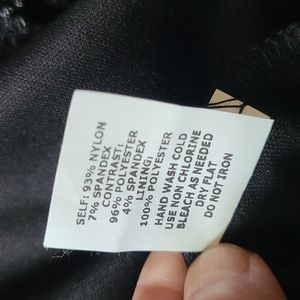 SELF: 93% NYLON
7% SPANDEX
CONTRAST:
96% POLYESTER
4% SPANDEX
LINING:
100% POLYESTER
HAND WASH COLD
USE NON CHLORINE
BLEACH AS NEEDED
DRY FLAT
DO NOT IRON